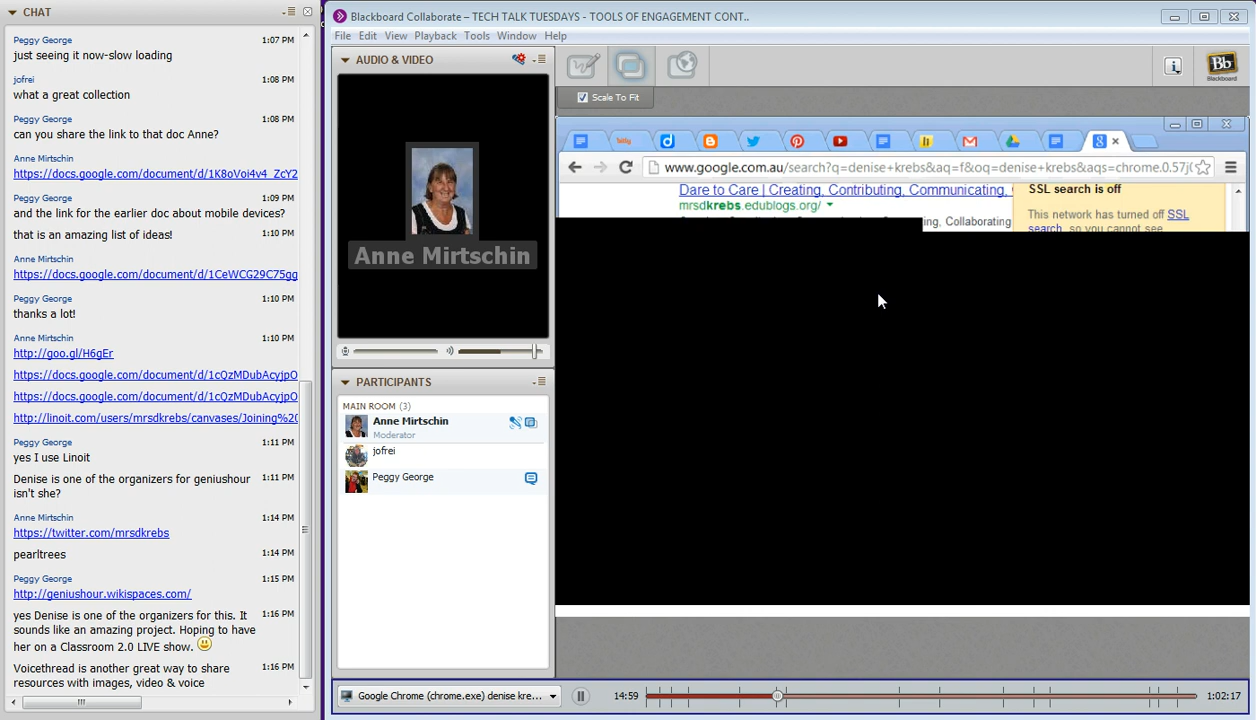 CHAT
Peggy George 1:07 PM
just seeing it now-slow loading
jofrei 1:08 PM
what a great collection
Peggy George 1:08 PM
can you share the link to that doc Anne?
Anne Mirtschin
https://docs.google.com/document/d/1K8oVoi4v4_ZcY2
Peggy George 1:09 PM
and the link for the earlier doc about mobile devices?
that is an amazing list of ideas! 1:10 PM
Anne Mirtschin
https://docs.google.com/document/d/1CeWCG29C75gg
Peggy George 1:10 PM
thanks a lot!
Anne Mirtschin 1:10 PM
http://goo.gl/H6gEr
https://docs.google.com/document/d/1cQzMDubAcyjpO
https://docs.google.com/document/d/1cQzMDubAcyjpO
http://linoit.com/users/mrsdkrebs/canvases/Joining%20
Peggy George 1:11 PM
yes I use Linoit
Denise is one of the organizers for geniushour 1:11 PM
isn't she?
Anne Mirtschin 1:14 PM
https://twitter.com/mrsdkrebs
pearltrees 1:14 PM
Peggy George 1:15 PM
http://geniushour.wikispaces.com/
yes Denise is one of the organizers for this. It 1:16 PM
sounds like an amazing project. Hoping to have
her on a Classroom 2.0 LIVE show.
Voicethread is another great way to share 1:16 PM
resources with images, video & voice
Blackboard Collaborate – TECH TALK TUESDAYS - TOOLS OF ENGAGEMENT CONT..
File Edit View Playback Tools Window Help
AUDIO & VIDEO
Anne Mirtschin
PARTICIPANTS
MAIN ROOM (3)
Anne Mirtschin
Moderator
jofrei
Peggy George
Bb
Blackboard
Scale To Fit
www.google.com.au/search?q=denise+krebs&aq=f&oq=denise+krebs&aqs=chrome.0.57j
Dare to Care | Creating, Contributing, Communicating,
mrsdkrebs.edublogs.org/
ing, Collaborating
SSL search is off
This network has turned off SSL
search, so you cannot see
Google Chrome (chrome.exe) denise kre...
14:59
1:02:17